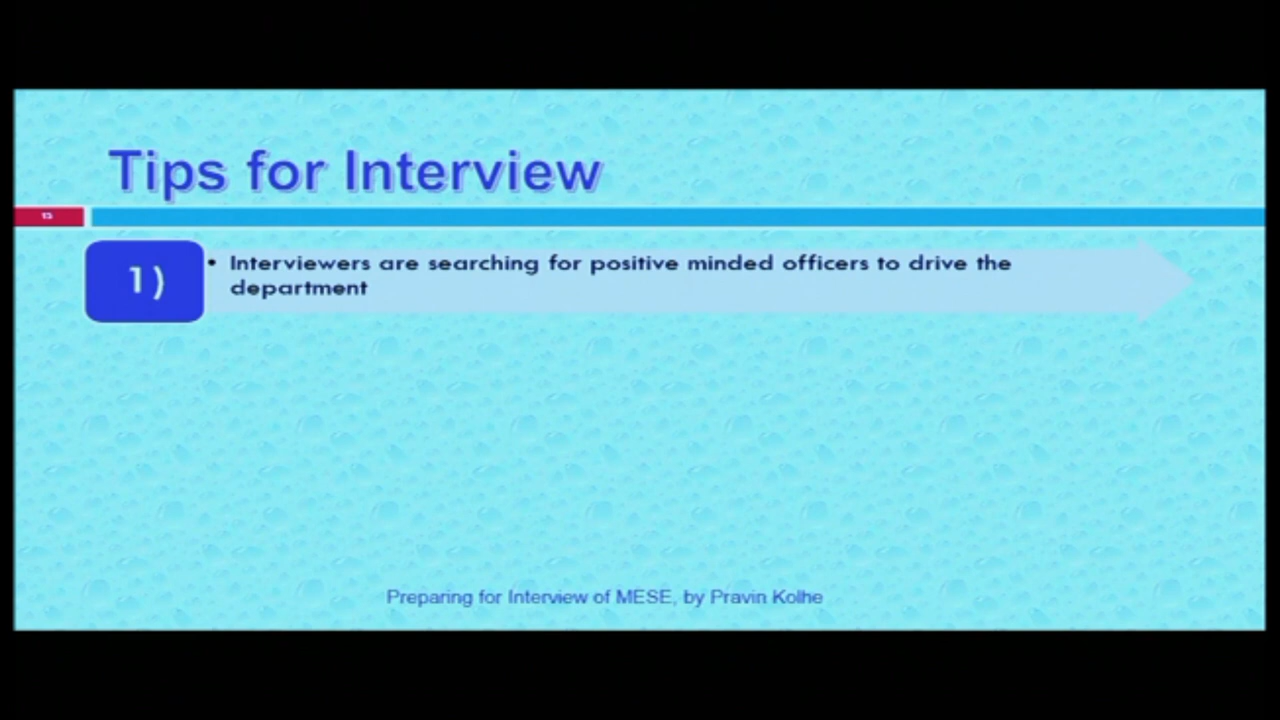 Tips for Interview
1)
• Interviewers are searching for positive minded officers to drive the
department
Preparing for Interview of MESE, by Pravin Kolhe